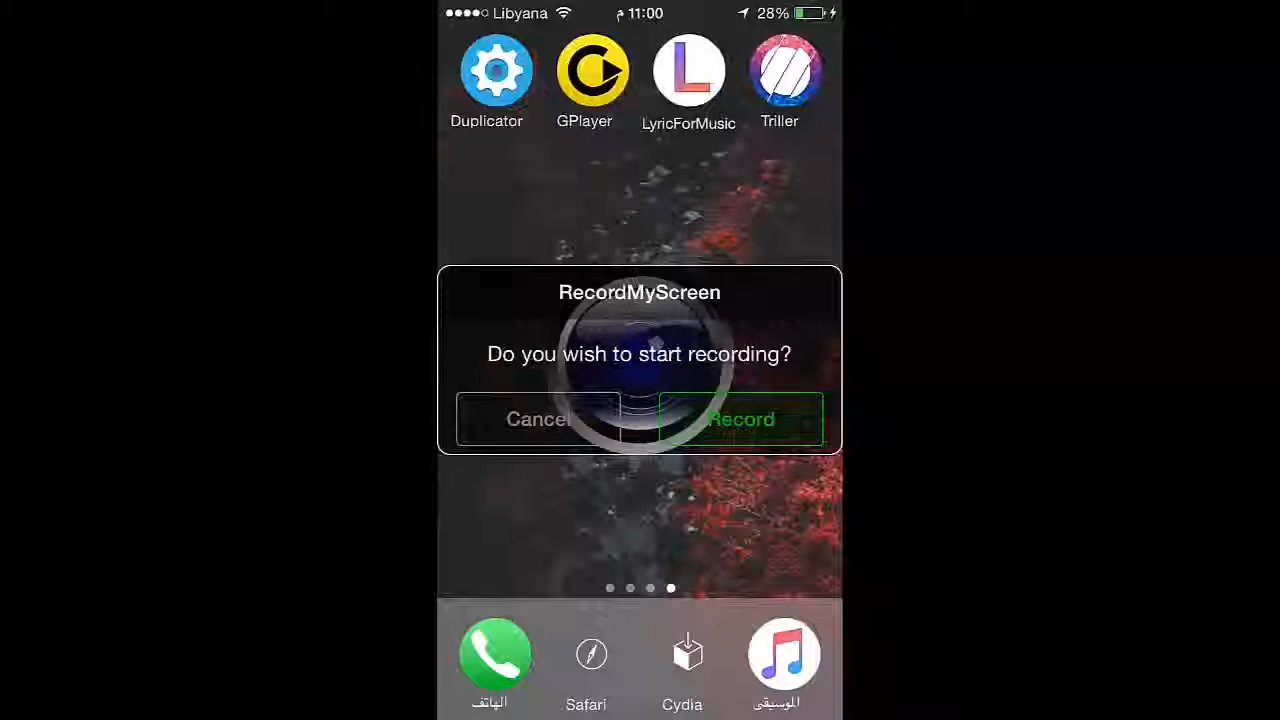 Libyana 11:00 م 28%
Duplicator GPlayer LyricForMusic Triller
RecordMyScreen
Do you wish to start recording?
Cancel Record
الهاتف Safari Cydia الموسيقى